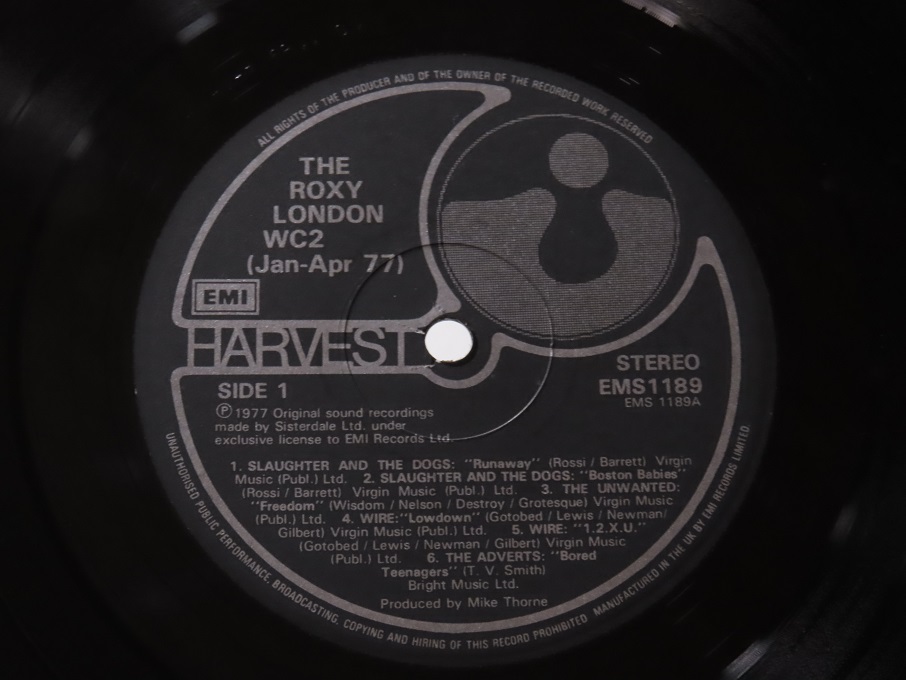 ALL RIGHTS OF THE PRODUCER AND OF THE OWNER OF THE RECORDED WORK RESERVED
THE
ROXY
LONDON
WC2
(Jan-Apr 77)
EMI
HARVEST
STEREO
EMS1189
EMS 1189A
SIDE 1
Ⓟ1977 Original sound recordings
made by Sisterdale Ltd. under
exclusive license to EMI Records Ltd.
1. SLAUGHTER AND THE DOGS: "Runaway" (Rossi / Barrett) Virgin
Music (Publ.) Ltd. 2. SLAUGHTER AND THE DOGS: "Boston Babies"
(Rossi / Barrett) Virgin Music (Publ.) Ltd. 3. THE UNWANTED:
"Freedom" (Wisdom / Nelson / Destroy / Grotesque) Virgin Music
(Publ.) Ltd. 4. WIRE:"Lowdown" (Gotobed / Lewis / Newman/
Gilbert) Virgin Music (Publ.) Ltd. 5. WIRE: "1.2.X.U."
(Gotobed / Lewis / Newman / Gilbert) Virgin Music
(Publ.) Ltd. 6. THE ADVERTS: "Bored
Teenagers" (T. V. Smith)
Bright Music Ltd.
Produced by Mike Thorne
UNAUTHORISED PUBLIC PERFORMANCE, BROADCASTING, COPYING AND HIRING OF THIS RECORD PROHIBITED MANUFACTURED IN THE UK BY EMI RECORDS LIMITED